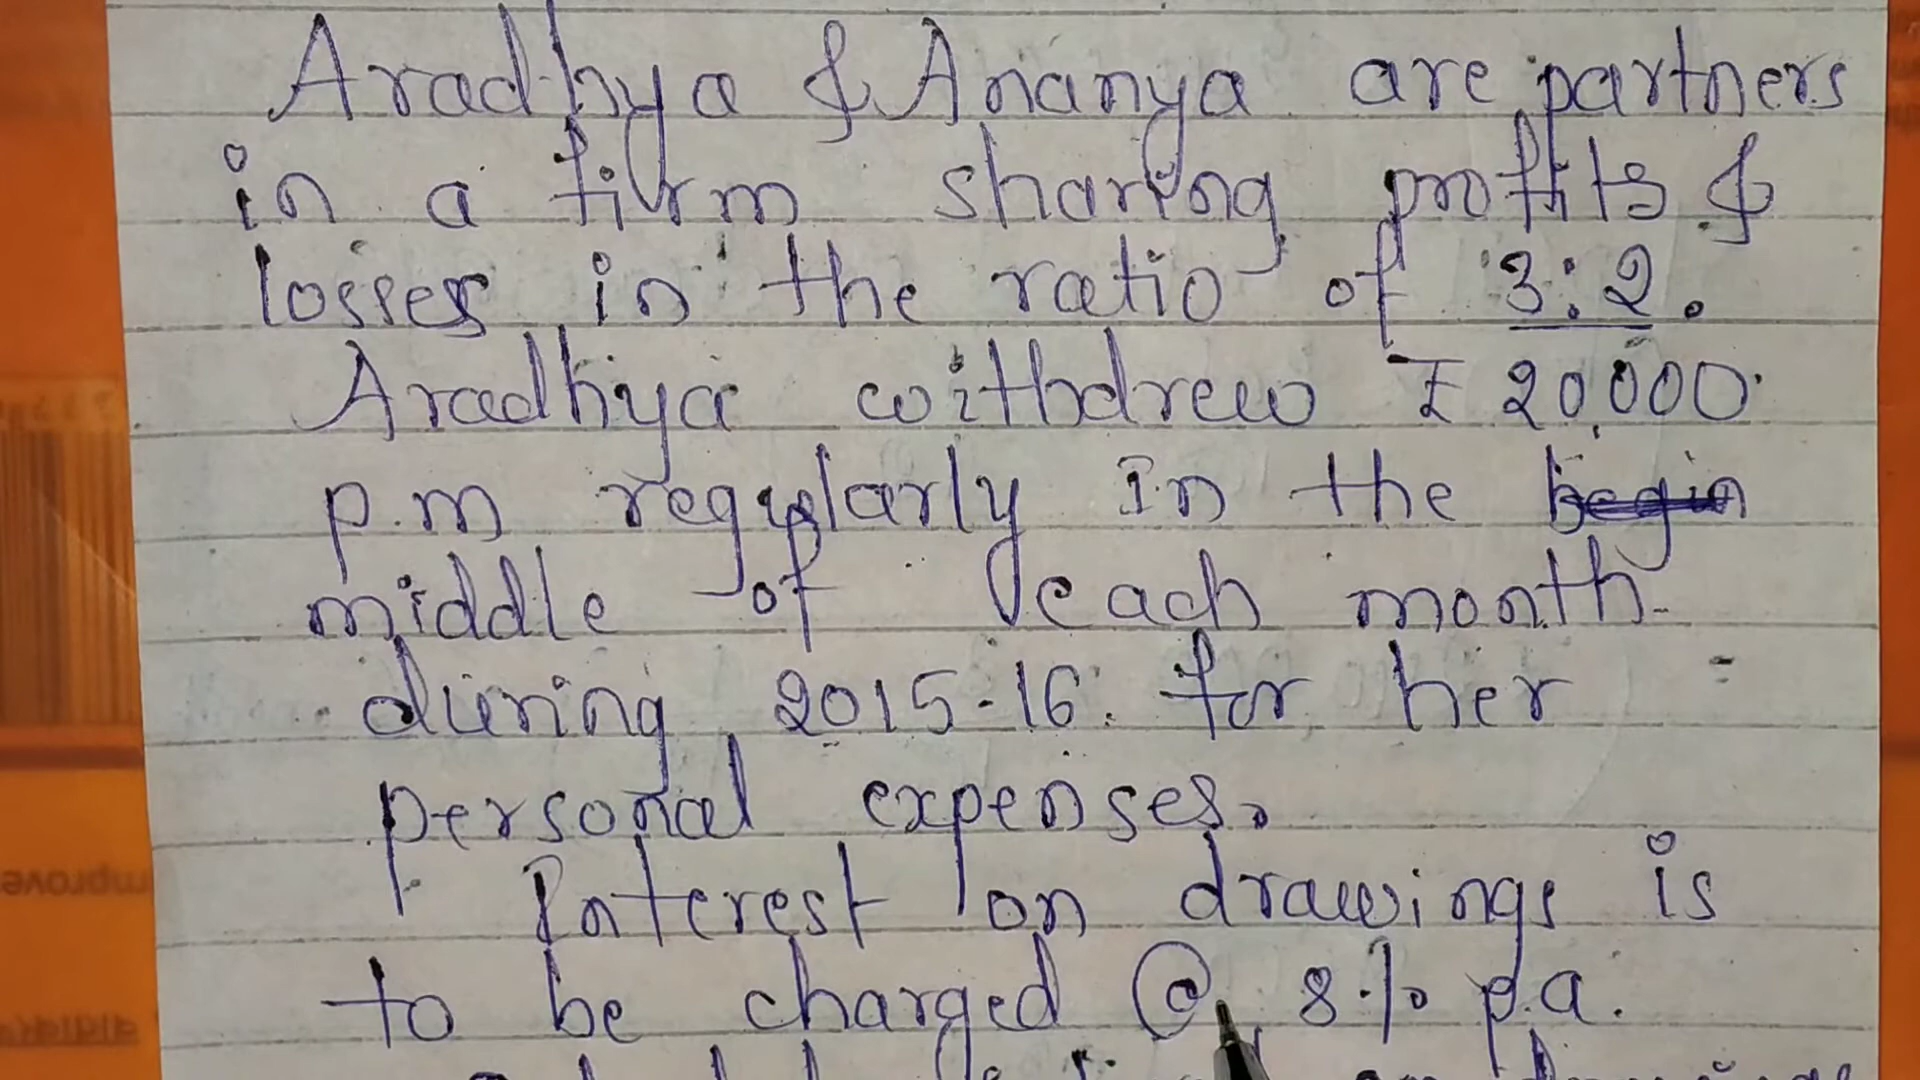 Aradhya & Ananya are partners
in a firm sharing profits &
losses in the ratio of 3:2.
Aradhya withdrew ₹ 20,000
p.m regularly in the begin
middle of each month
during 2015-16. for her
personal expenses.
Interest on drawings is
to be charged @ 8% p.a.